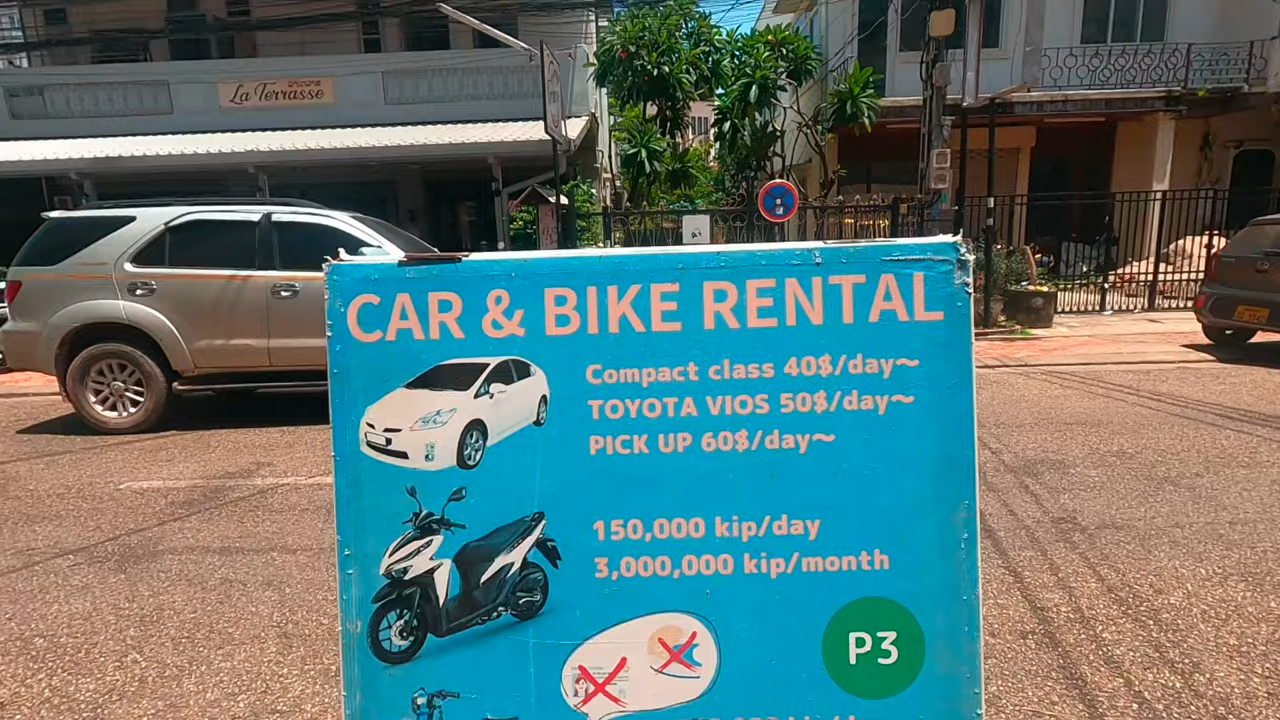 La Terrasse
CAR & BIKE RENTAL
Compact class 40$/day～
TOYOTA VIOS 50$/day～
PICK UP 60$/day～
150,000 kip/day
3,000,000 kip/month
P3